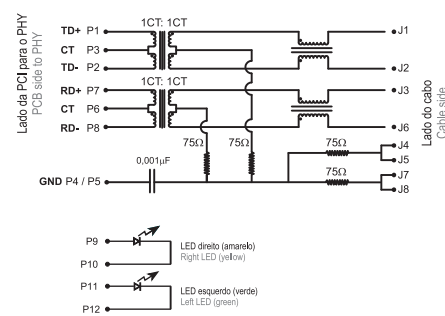 Lado da PCI para o PHY
PCB side to PHY
1CT: 1CT
TD+ P1
J1
CT P3
TD- P2
J2
1CT: 1CT
RD+ P7
J3
CT P6
RD- P8
J6
Lado do cabo
Cable side
75Ω
75Ω
75Ω
J4
J5
0,001µF
75Ω
J7
GND P4 / P5
J8
P9
LED direito (amarelo)
Right LED (yellow)
P10
P11
LED esquerdo (verde)
Left LED (green)
P12